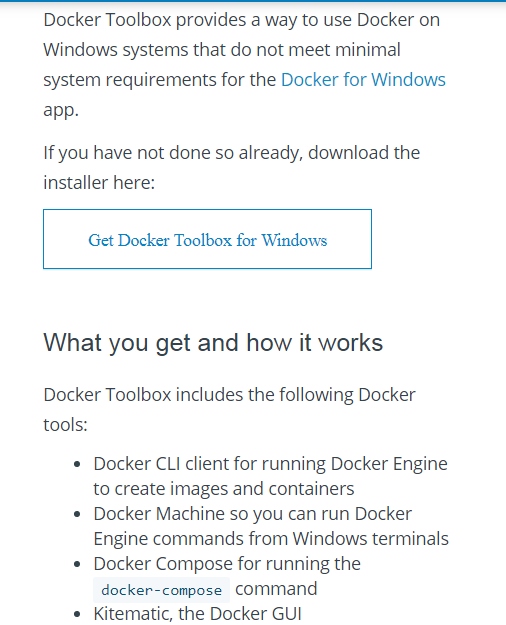 Docker Toolbox provides a way to use Docker on
Windows systems that do not meet minimal
system requirements for the Docker for Windows
app.
If you have not done so already, download the
installer here:
Get Docker Toolbox for Windows
What you get and how it works
Docker Toolbox includes the following Docker
tools:
• Docker CLI client for running Docker Engine
to create images and containers
• Docker Machine so you can run Docker
Engine commands from Windows terminals
• Docker Compose for running the
docker-compose command
• Kitematic, the Docker GUI